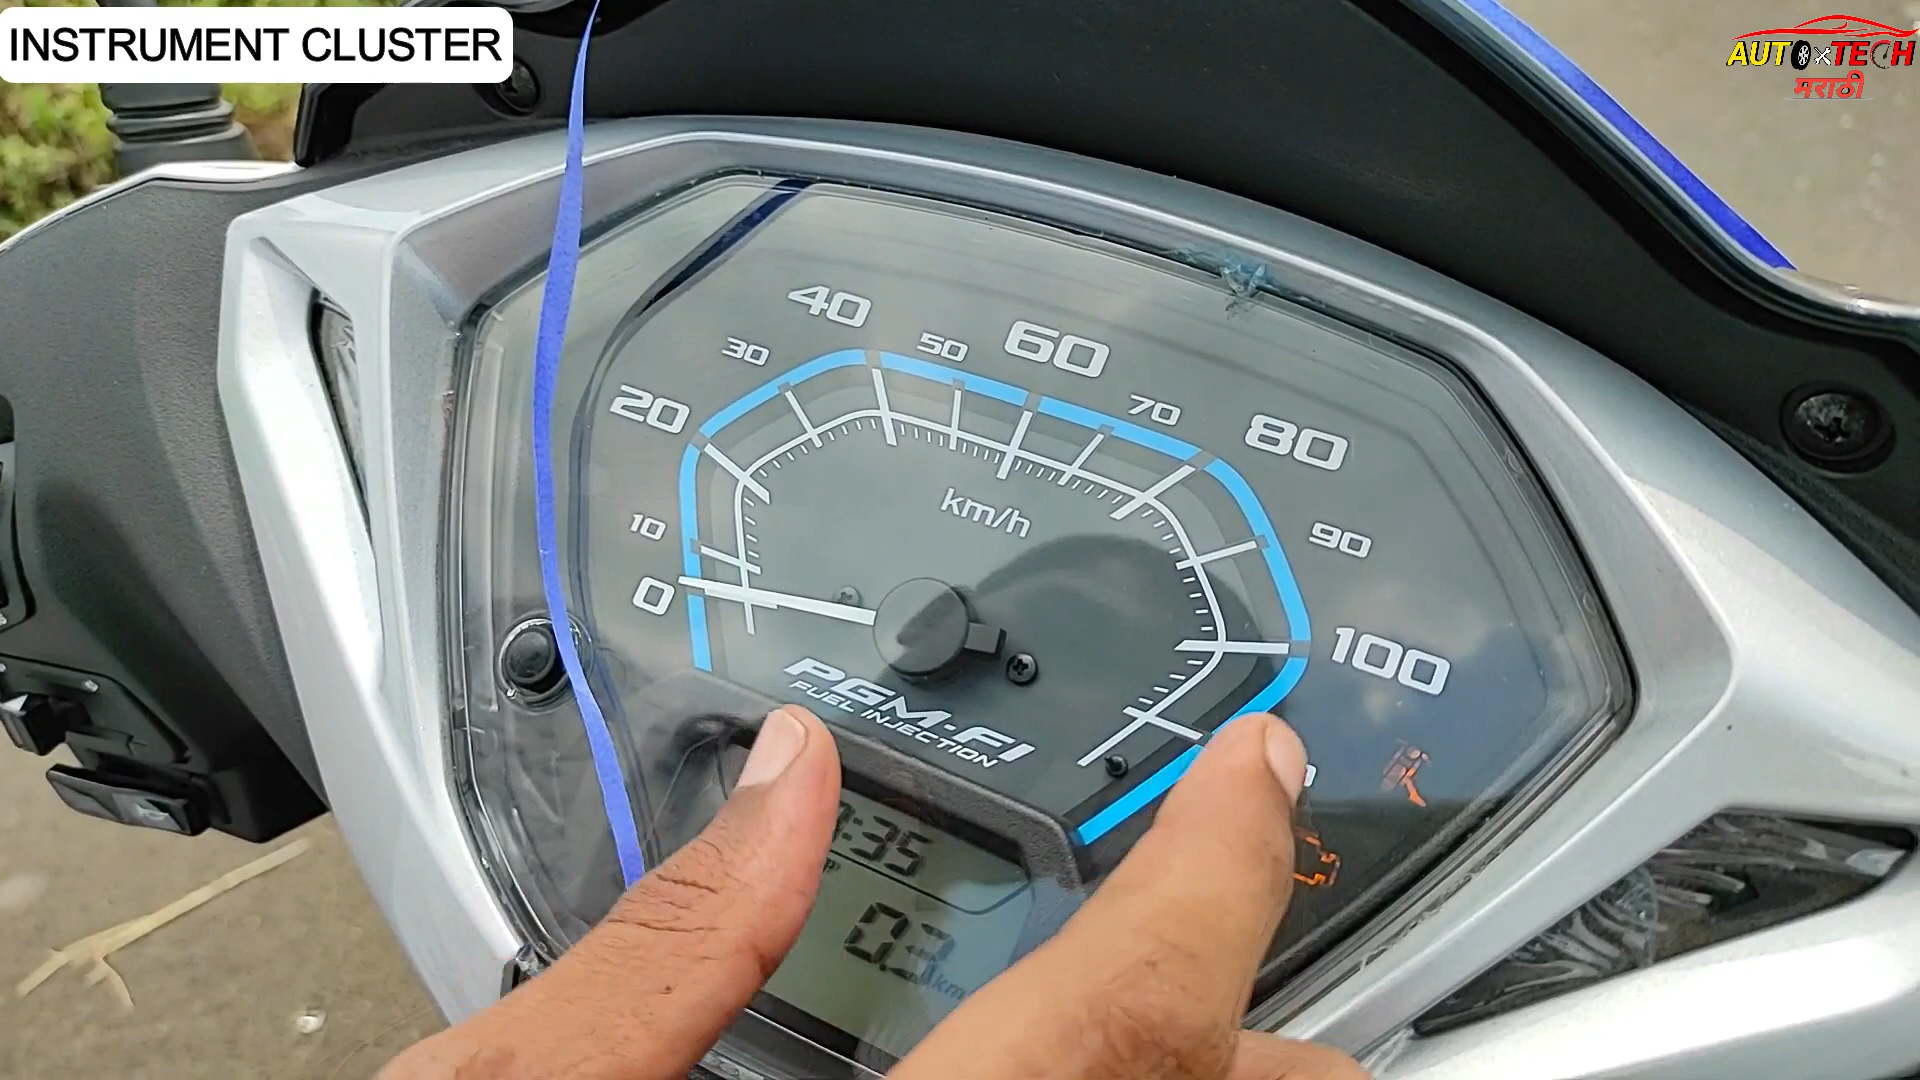 INSTRUMENT CLUSTER
AUTO TECH
मराठी
40
50
60
30
70
20
80
10
km/h
90
0
100
PGM-FI
FUEL INJECTION
:35
0.3 km